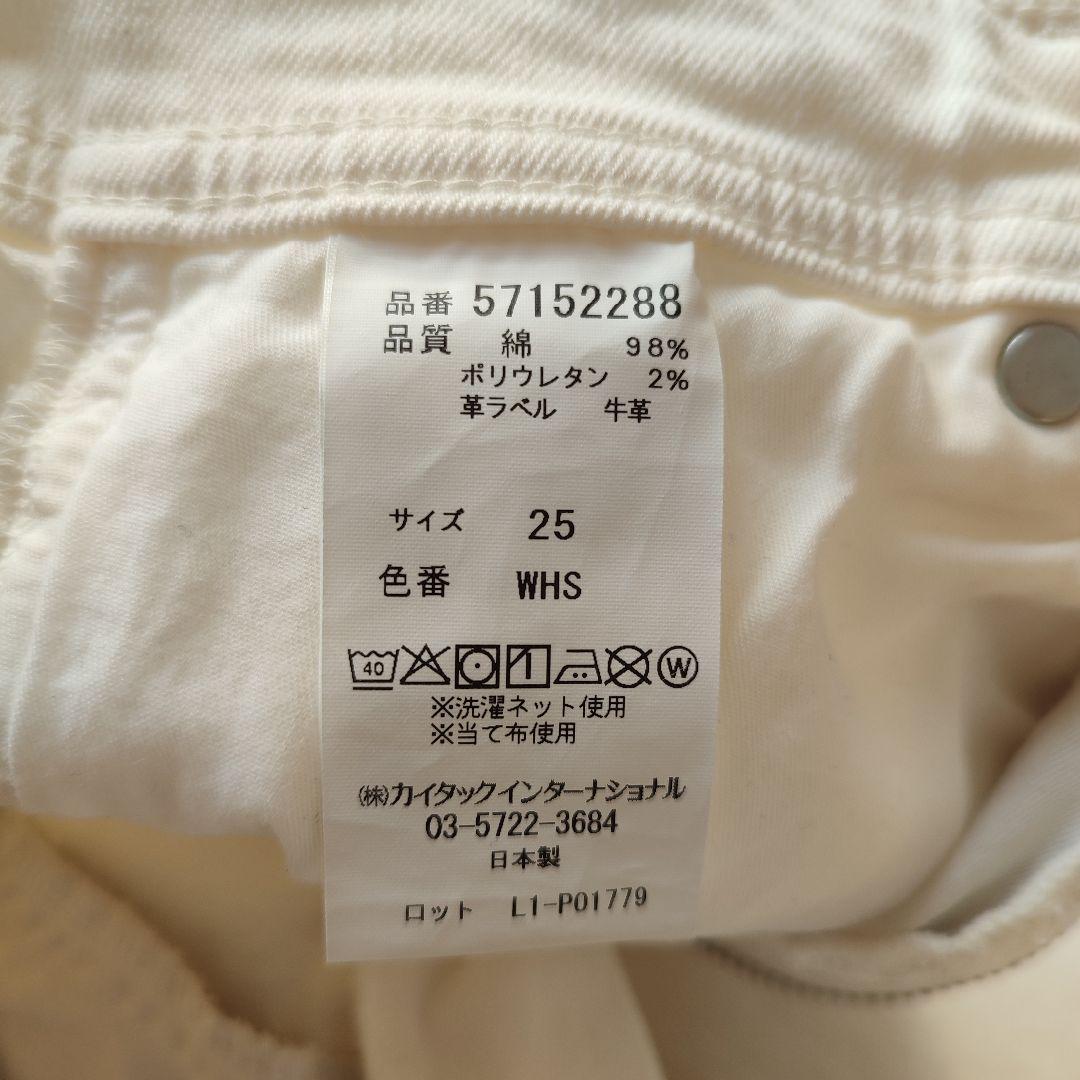 品番 57152288
品質 綿 98%
ポリウレタン 2%
革ラベル 牛革
サイズ 25
色番 WHS
40 W
※洗濯ネット使用
※当て布使用
㈱カイタックインターナショナル
03-5722-3684
日本製
ロット L1-P01779